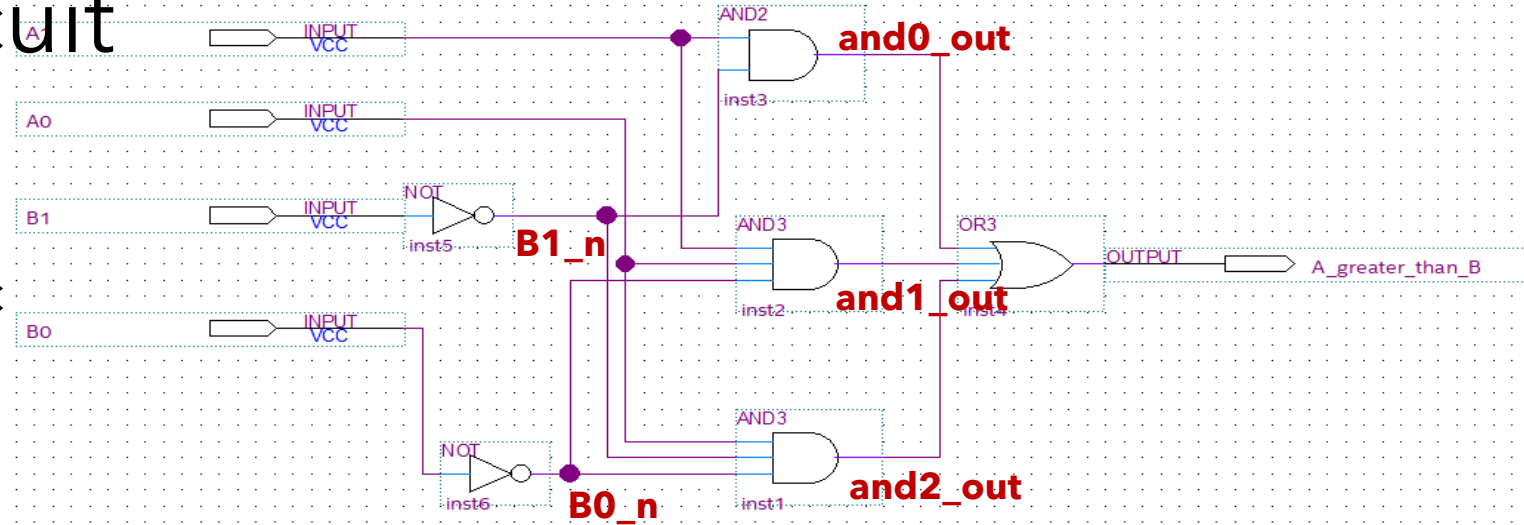 cuit
A1
INPUT
VCC
AND2
and0_out
inst3
A0
INPUT
VCC
B1
INPUT
VCC
NOT
inst5
B1_n
AND3
inst2
and1_out
OR3
inst4
OUTPUT
A_greater_than_B
B0
INPUT
VCC
NOT
inst6
B0_n
AND3
inst1
and2_out